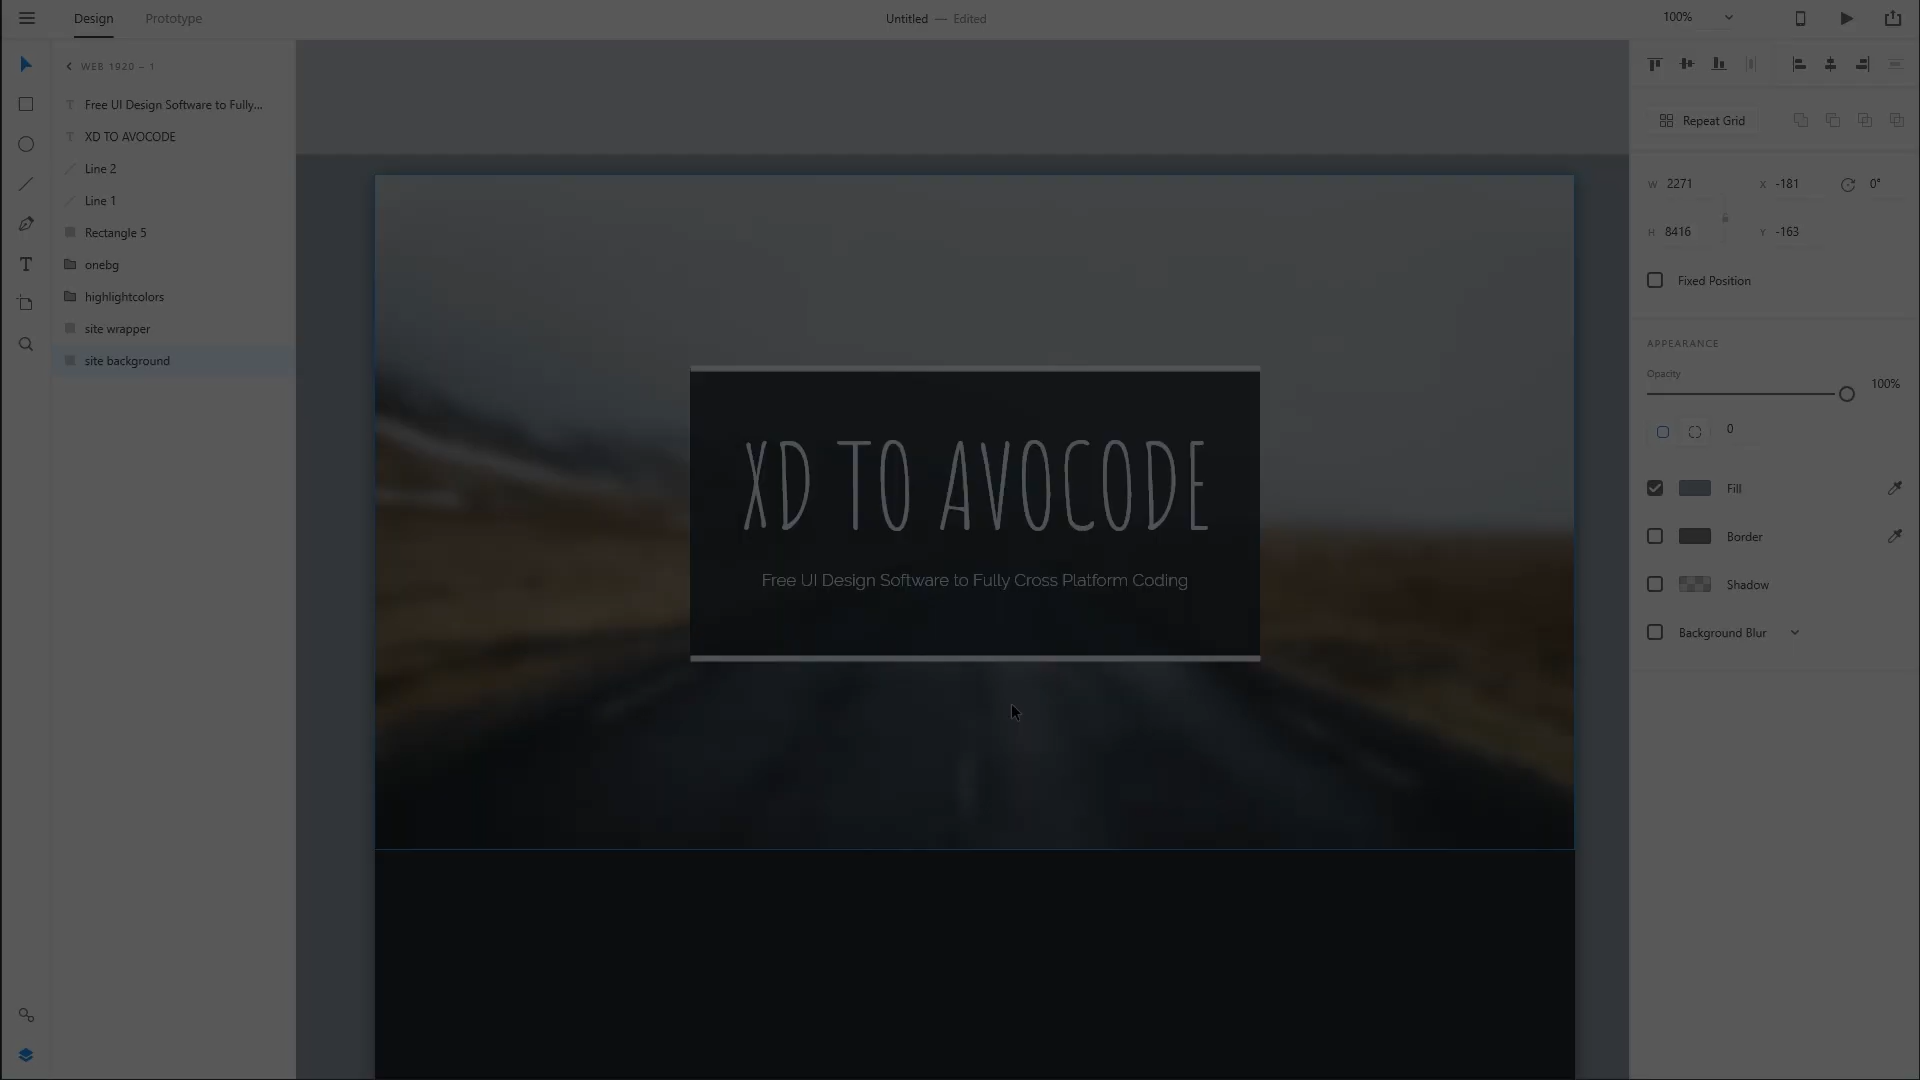 Design
Prototype
Untitled — Edited
100%
WEB 1920 – 1
Free UI Design Software to Fully...
XD TO AVOCODE
Line 2
Line 1
Rectangle 5
onebg
highlightcolors
site wrapper
site background
XD TO AVOCODE
Free UI Design Software to Fully Cross Platform Coding
Repeat Grid
W 2271 X -181 0°
H 8416 Y -163
Fixed Position
APPEARANCE
Opacity
100%
0
Fill
Border
Shadow
Background Blur